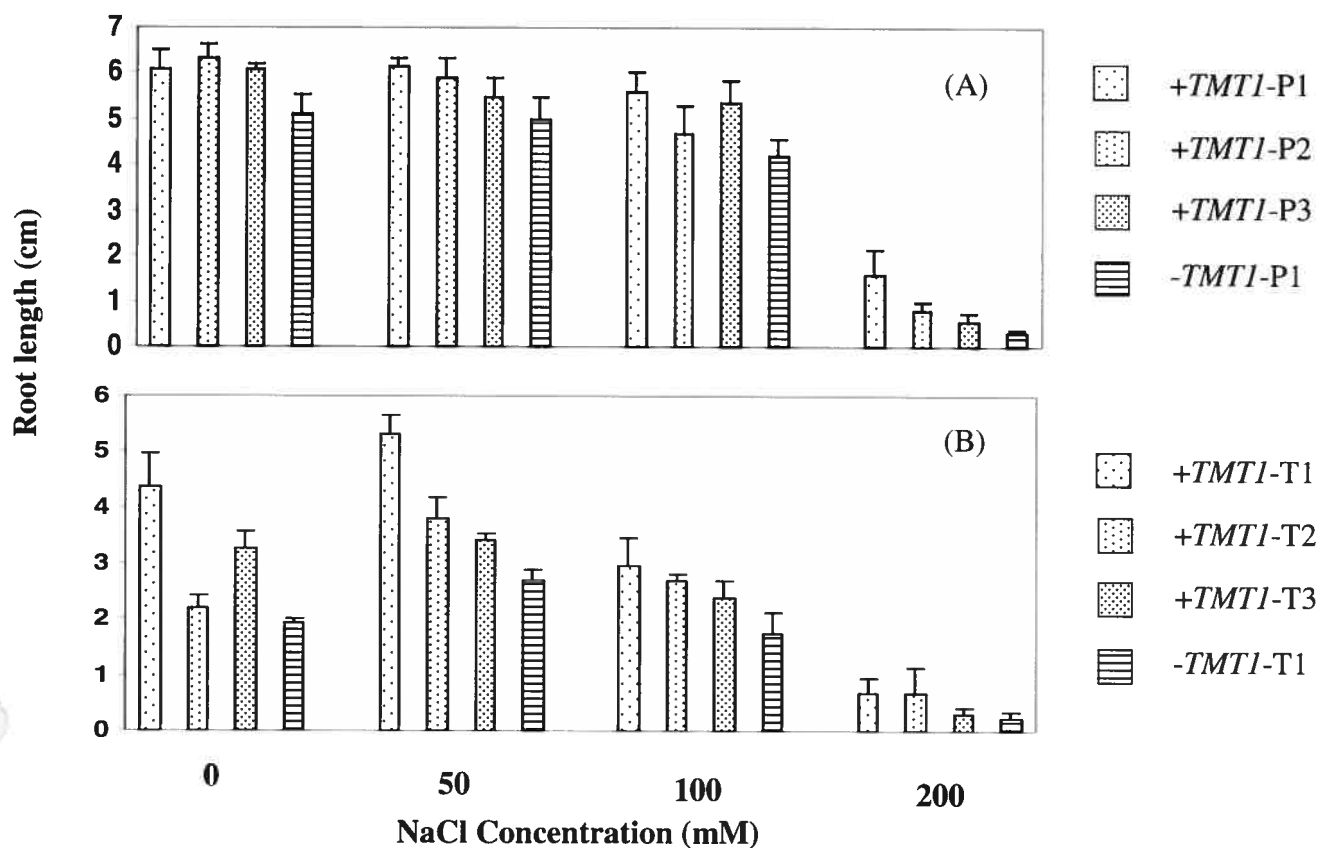 Root length (cm)
7
6
5
4
3
2
1
0
(A)
+TMT1-P1
+TMT1-P2
+TMT1-P3
-TMT1-P1
6
5
4
3
2
1
0
(B)
+TMT1-T1
+TMT1-T2
+TMT1-T3
-TMT1-T1
0 50 100 200
NaCl Concentration (mM)